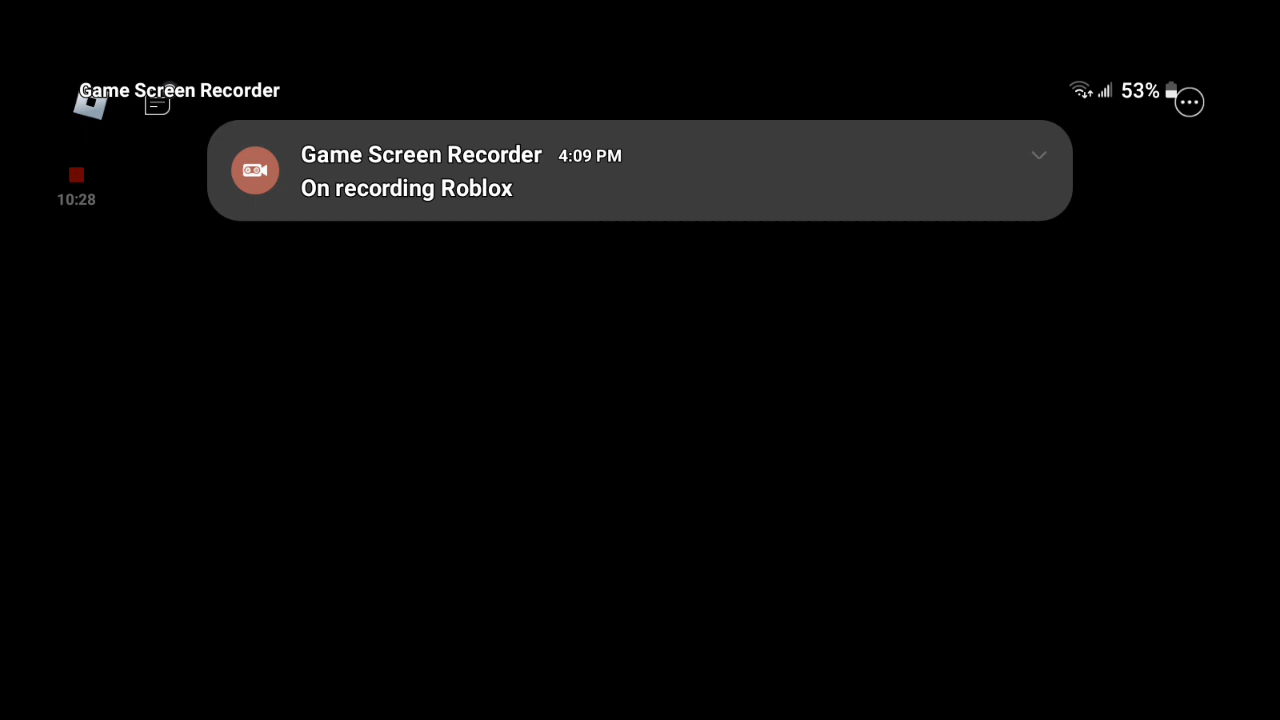 Game Screen Recorder
53%
Game Screen Recorder 4:09 PM
On recording Roblox
10:28